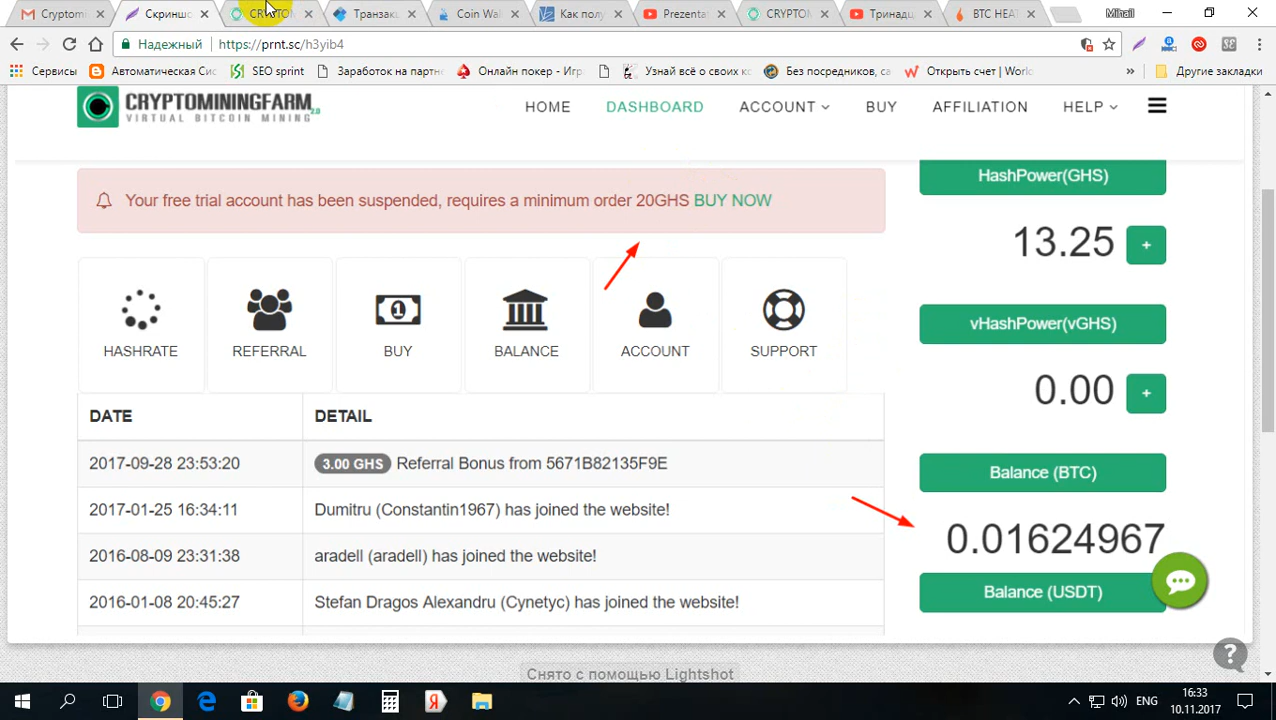 Cryptomi
Скриншо
CRYPTON
Транзак
Coin Wal
Как полу
Prezenta
CRYPTOM
Тринадц
BTC HEAT
Mihail
Надежный
https://prnt.sc/h3yib4
Сервисы
Автоматическая Сис
SEO sprint
Заработок на партн
Онлайн покер - Игр
Узнай всё о своих ко
Без посредников, са
Открыть счет | Worl
»
Другие закладки
CRYPTOMININGFARM 2.0
VIRTUAL BITCOIN MINING
HOME DASHBOARD ACCOUNT BUY AFFILIATION HELP
Your free trial account has been suspended, requires a minimum order 20GHS BUY NOW
HashPower(GHS)
13.25 +
vHashPower(vGHS)
0.00 +
Balance (BTC)
0.01624967
Balance (USDT)
HASHRATE REFERRAL BUY BALANCE ACCOUNT SUPPORT
DATE DETAIL
2017-09-28 23:53:20 3.00 GHS Referral Bonus from 5671B82135F9E
2017-01-25 16:34:11 Dumitru (Constantin1967) has joined the website!
2016-08-09 23:31:38 aradell (aradell) has joined the website!
2016-01-08 20:45:27 Stefan Dragos Alexandru (Cynetyc) has joined the website!
Снято с помощью Lightshot
?
ENG
16:33
10.11.2017